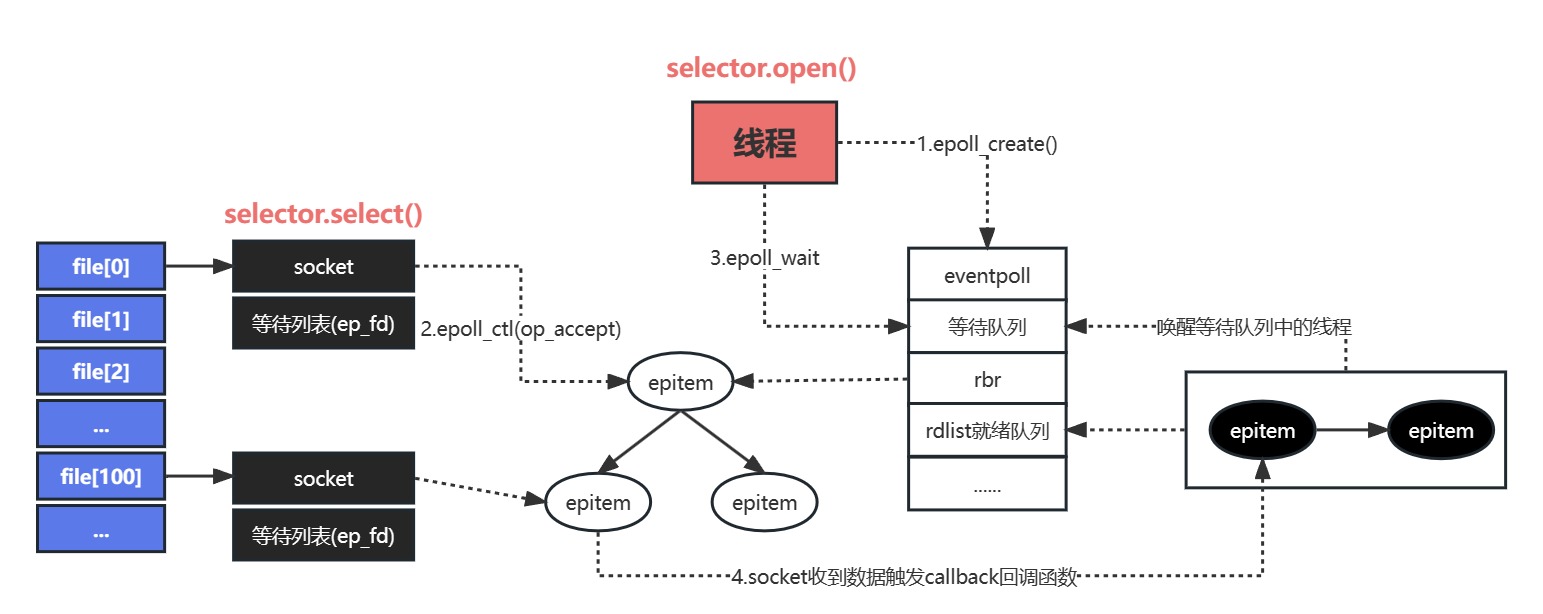 selector.open()
线程
1.epoll_create()
selector.select()
file[0]
file[1]
file[2]
...
file[100]
...
socket
等待列表(ep_fd)
socket
等待列表(ep_fd)
2.epoll_ctl(op_accept)
3.epoll_wait
epitem
epitem
epitem
eventpoll
等待队列
rbr
rdlist就绪队列
......
唤醒等待队列中的线程
epitem
epitem
4.socket收到数据触发callback回调函数